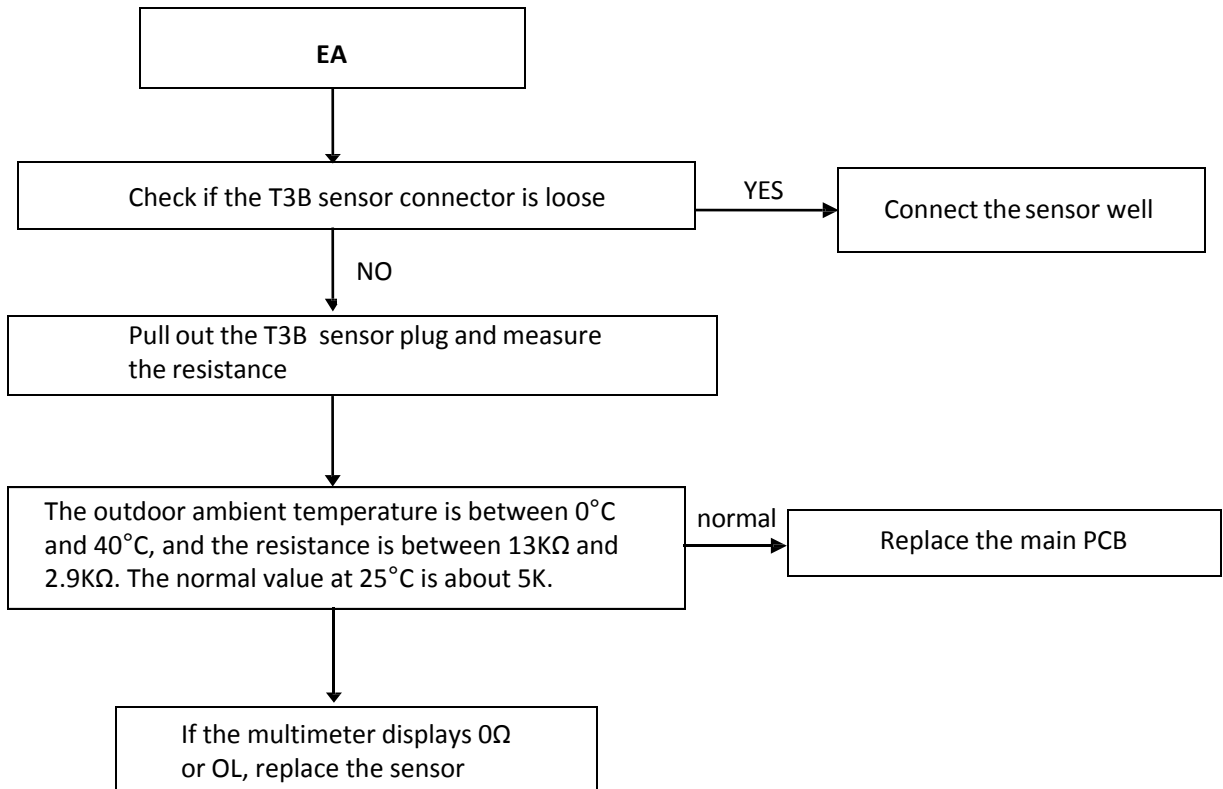 EA
Check if the T3B sensor connector is loose
YES
Connect the sensor well
NO
Pull out the T3B sensor plug and measure
the resistance
The outdoor ambient temperature is between 0°C
and 40°C, and the resistance is between 13KΩ and
2.9KΩ. The normal value at 25°C is about 5K.
normal
Replace the main PCB
If the multimeter displays 0Ω
or OL, replace the sensor